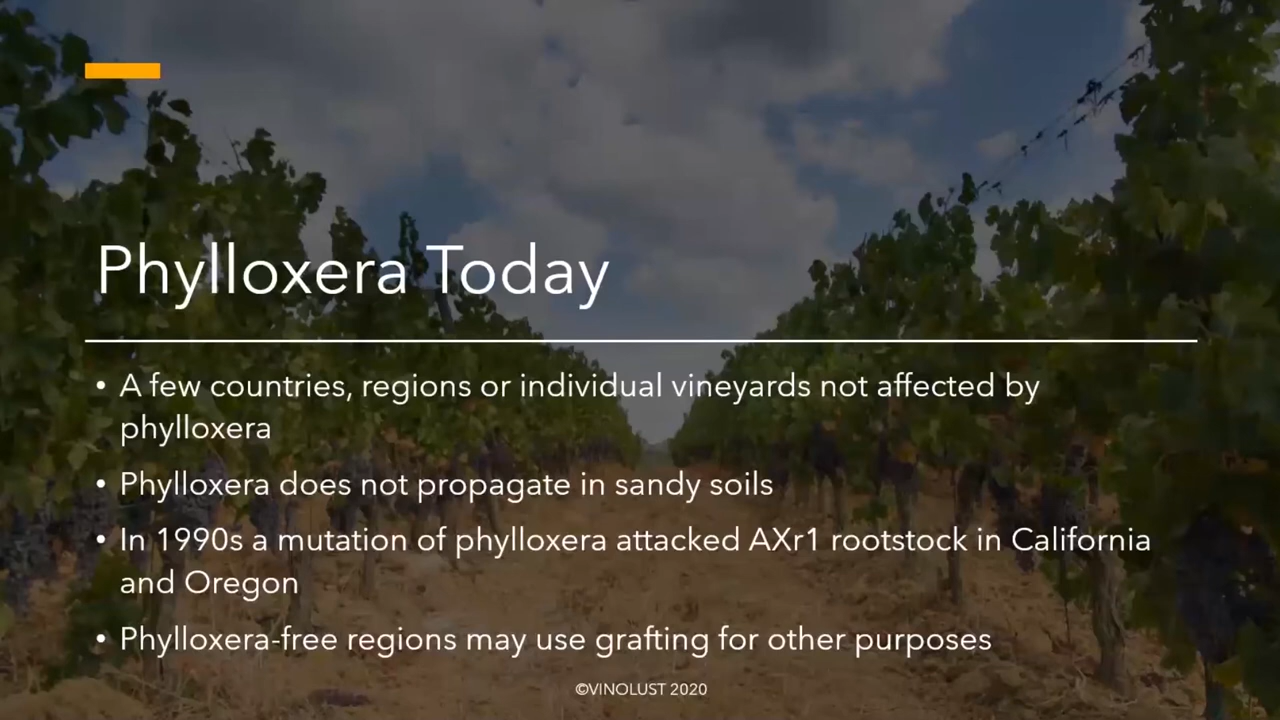 Phylloxera Today
• A few countries, regions or individual vineyards not affected by
phylloxera
• Phylloxera does not propagate in sandy soils
• In 1990s a mutation of phylloxera attacked AXr1 rootstock in California
and Oregon
• Phylloxera-free regions may use grafting for other purposes
©VINOLUST 2020